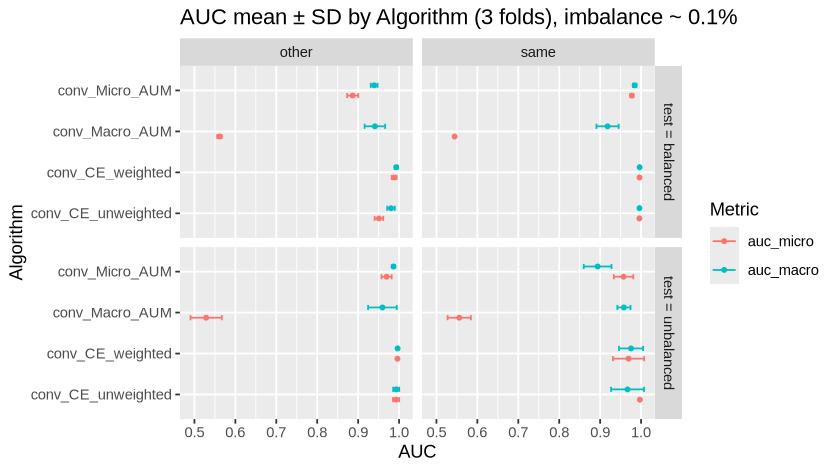 AUC mean ± SD by Algorithm (3 folds), imbalance ~ 0.1%
other
same
conv_Micro_AUM
conv_Macro_AUM
conv_CE_weighted
conv_CE_unweighted
test = balanced
conv_Micro_AUM
conv_Macro_AUM
conv_CE_weighted
conv_CE_unweighted
test = unbalanced
Algorithm
0.5 0.6 0.7 0.8 0.9 1.0 0.5 0.6 0.7 0.8 0.9 1.0
AUC
Metric
auc_micro
auc_macro